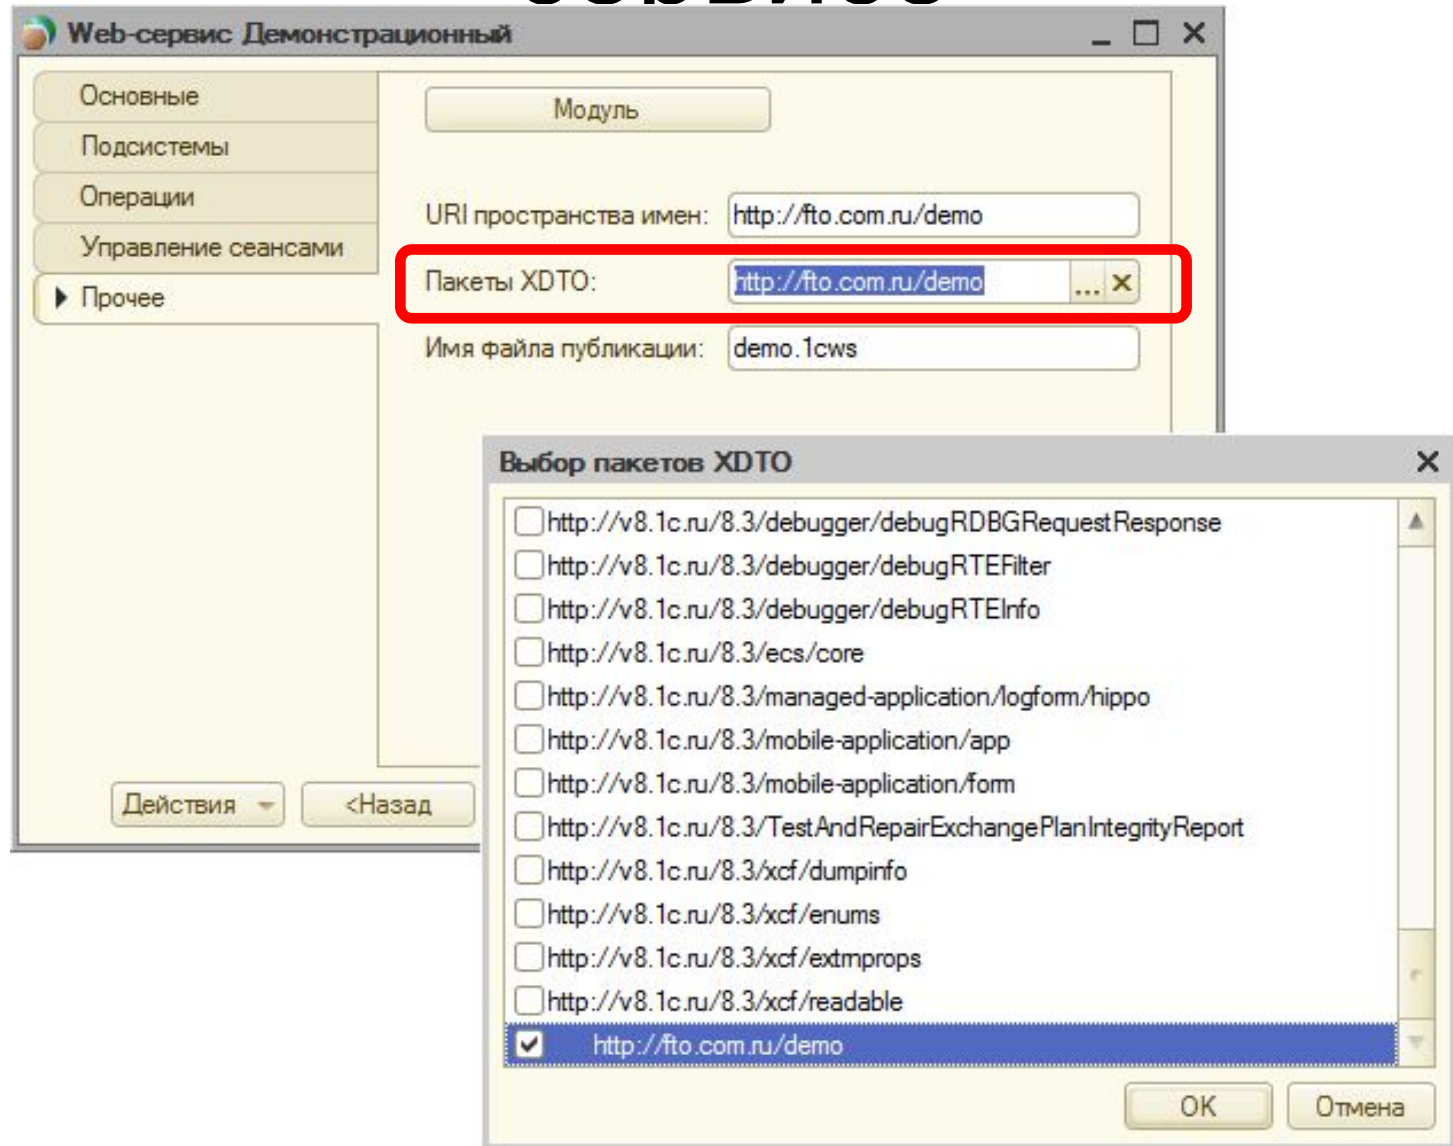 Web-сервис Демонстрационный
Основные
Подсистемы
Операции
Управление сеансами
Прочее
Модуль
URI пространства имен: http://fto.com.ru/demo
Пакеты XDTO: http://fto.com.ru/demo ...
Имя файла публикации: demo.1cws
Действия
<Назад
Выбор пакетов XDTO
http://v8.1c.ru/8.3/debugger/debugRDBGRequestResponse
http://v8.1c.ru/8.3/debugger/debugRTEFilter
http://v8.1c.ru/8.3/debugger/debugRTEInfo
http://v8.1c.ru/8.3/ecs/core
http://v8.1c.ru/8.3/managed-application/logform/hippo
http://v8.1c.ru/8.3/mobile-application/app
http://v8.1c.ru/8.3/mobile-application/form
http://v8.1c.ru/8.3/TestAndRepairExchangePlanIntegrityReport
http://v8.1c.ru/8.3/xcf/dumpinfo
http://v8.1c.ru/8.3/xcf/enums
http://v8.1c.ru/8.3/xcf/extrnprops
http://v8.1c.ru/8.3/xcf/readable
http://fto.com.ru/demo
OK
Отмена